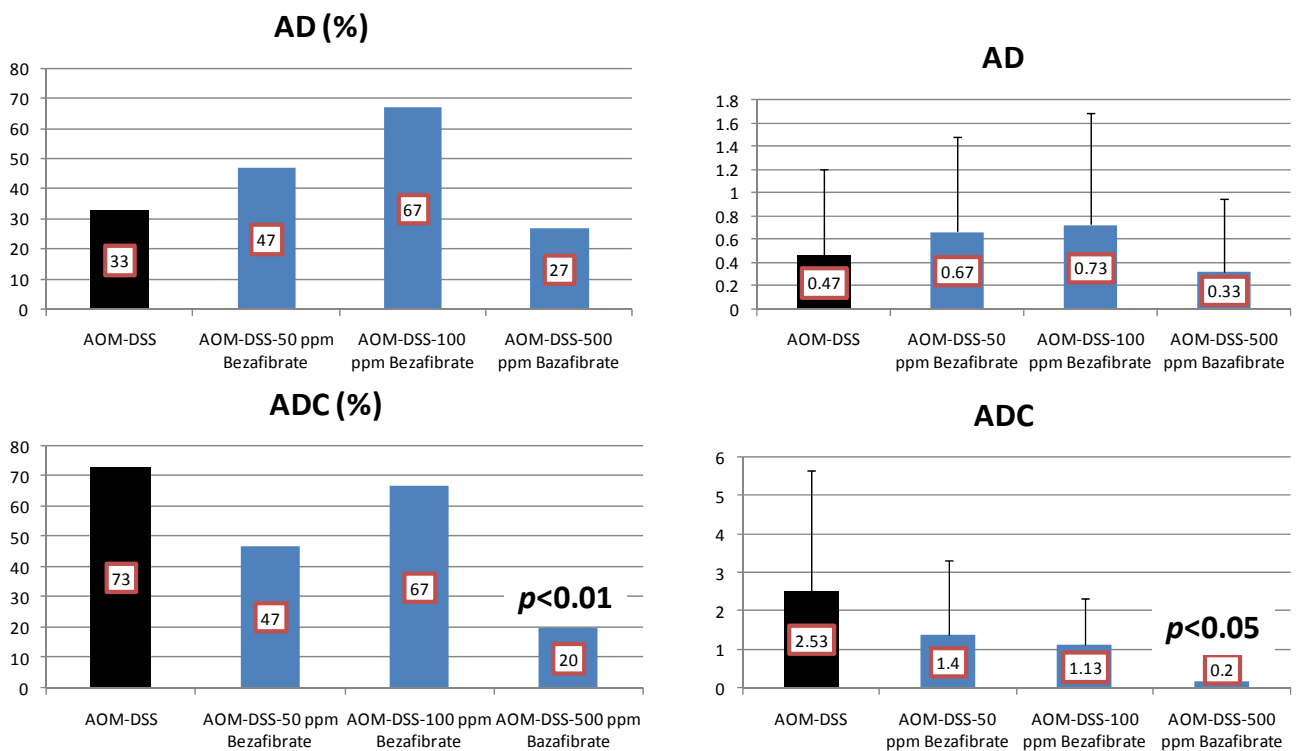 AD (%)
80
70
60
50
40
30
20
10
0
33
47
67
27
AOM-DSS
AOM-DSS-50 ppm
Bezafibrate
AOM-DSS-100
ppm Bezafibrate
AOM-DSS-500
ppm Bazafibrate
AD
1.8
1.6
1.4
1.2
1
0.8
0.6
0.4
0.2
0
0.47
0.67
0.73
0.33
AOM-DSS
AOM-DSS-50
ppm Bezafibrate
AOM-DSS-100
ppm Bezafibrate
AOM-DSS-500
ppm Bazafibrate
ADC (%)
80
70
60
50
40
30
20
10
0
73
47
67
p<0.01
20
AOM-DSS
AOM-DSS-50 ppm
Bezafibrate
AOM-DSS-100 ppm
Bezafibrate
AOM-DSS-500 ppm
Bazafibrate
ADC
6
5
4
3
2
1
0
2.53
1.4
1.13
p<0.05
0.2
AOM-DSS
AOM-DSS-50
ppm Bezafibrate
AOM-DSS-100
ppm Bezafibrate
AOM-DSS-500
ppm Bazafibrate